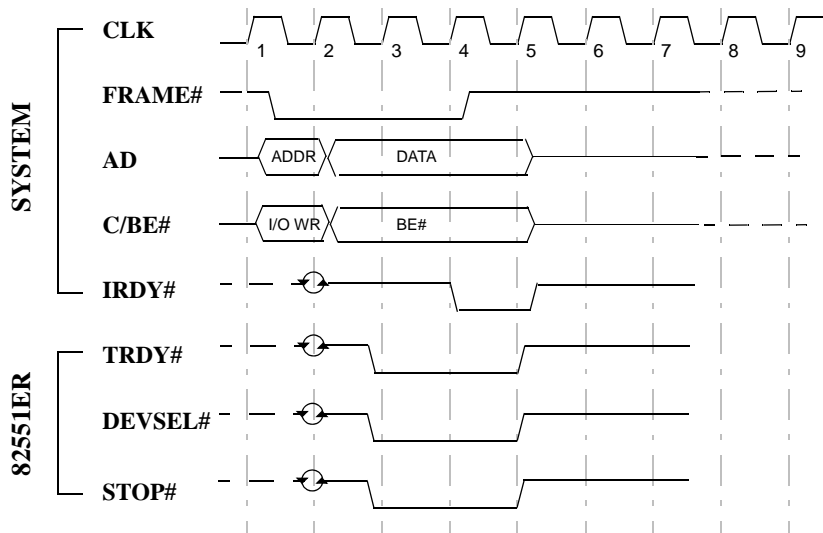 SYSTEM
CLK
1 2 3 4 5 6 7 8 9
FRAME#
AD
ADDR DATA
C/BE#
I/O WR BE#
IRDY#
82551ER
TRDY#
DEVSEL#
STOP#